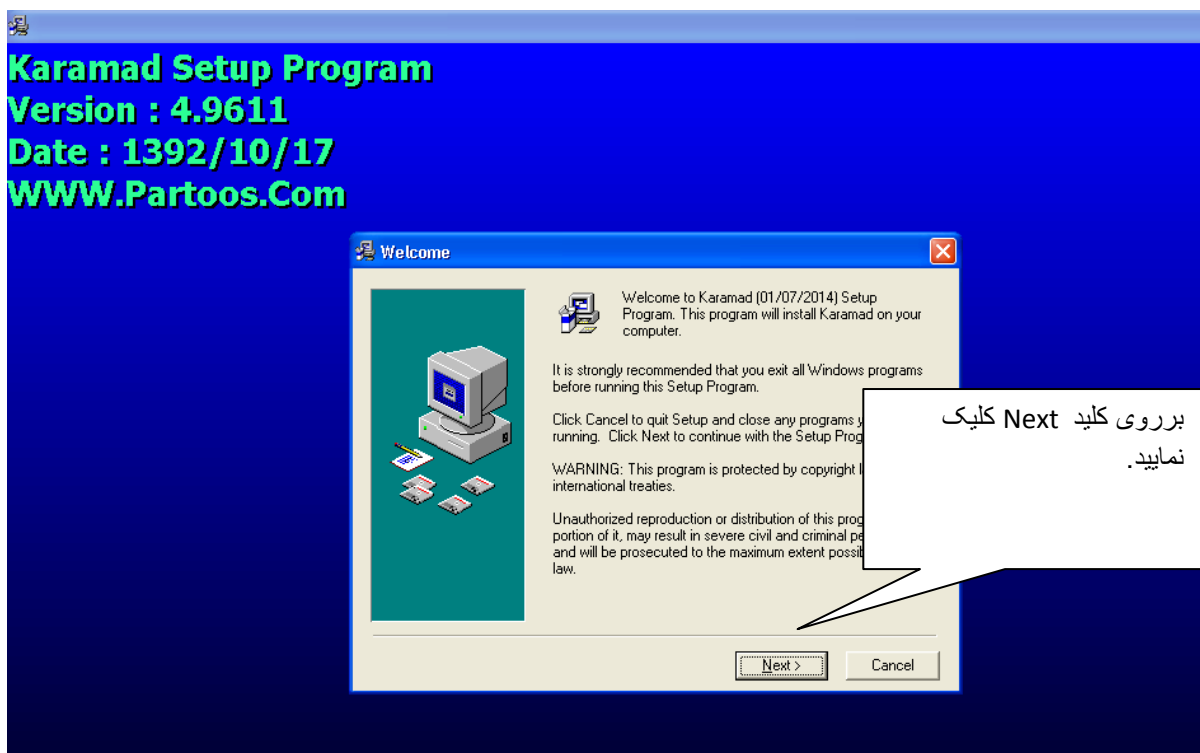 Karamad Setup Program
Version : 4.9611
Date : 1392/10/17
WWW.Partoos.Com
Welcome
Welcome to Karamad (01/07/2014) Setup
Program. This program will install Karamad on your
computer.
It is strongly recommended that you exit all Windows programs
before running this Setup Program.
Click Cancel to quit Setup and close any programs
running. Click Next to continue with the Setup
WARNING: This program is protected by copyright
international treaties.
Unauthorized reproduction or distribution of this
portion of it, may result in severe civil and criminal
and will be prosecuted to the maximum extent
law.
برروی کلید Next کلیک
نمایید.
Next >
Cancel